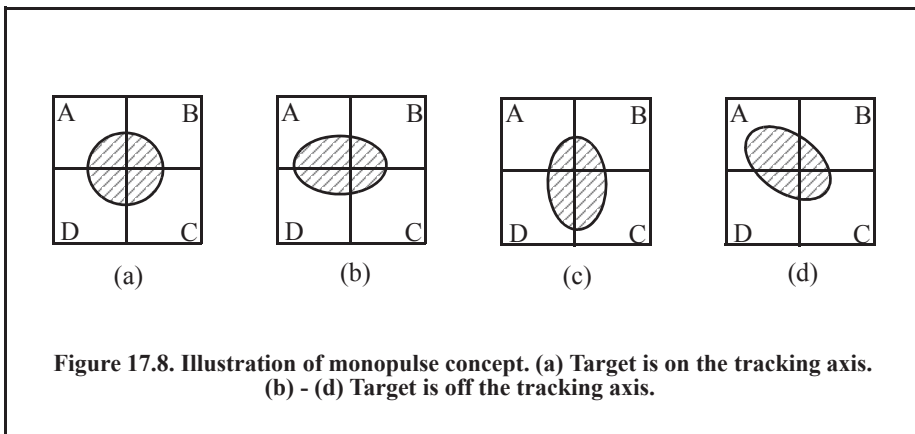 A B A B A B A B
D C D C D C D C
(a) (b) (c) (d)
Figure 17.8. Illustration of monopulse concept. (a) Target is on the tracking axis.
(b) - (d) Target is off the tracking axis.